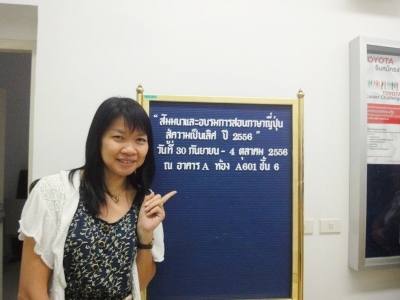 “ สัมมนาและอบรมการสอนภาษาญี่ปุ่น
สู่ความเป็นเลิศ ปี 2556 ”
วันที่ 30 กันยายน - 4 ตุลาคม 2556
ณ อาคาร A ห้อง A601 ชั้น 6
TOYOTA